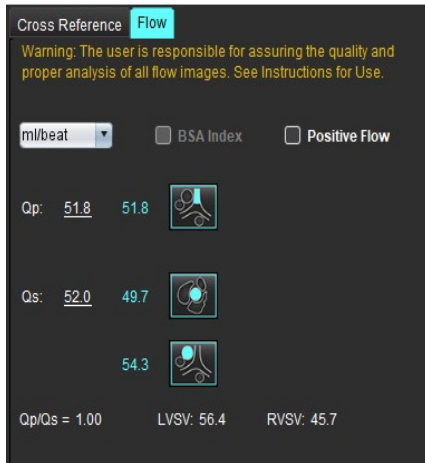 Cross Reference Flow
Warning: The user is responsible for assuring the quality and
proper analysis of all flow images. See Instructions for Use.
ml/beat BSA Index Positive Flow
Qp: 51.8 51.8
Qs: 52.0 49.7
54.3
Qp/Qs = 1.00 LVSV: 56.4 RVSV: 45.7